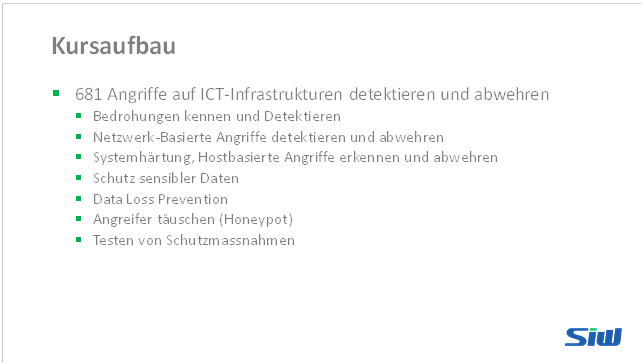 Kursaufbau
681 Angriffe auf ICT-Infrastrukturen detektieren und abwehren
Bedrohungen kennen und Detektieren
Netzwerk-Basierte Angriffe detektieren und abwehren
Systemhärtung, Hostbasierte Angriffe erkennen und abwehren
Schutz sensibler Daten
Data Loss Prevention
Angreifer täuschen (Honeypot)
Testen von Schutzmassnahmen
SiW